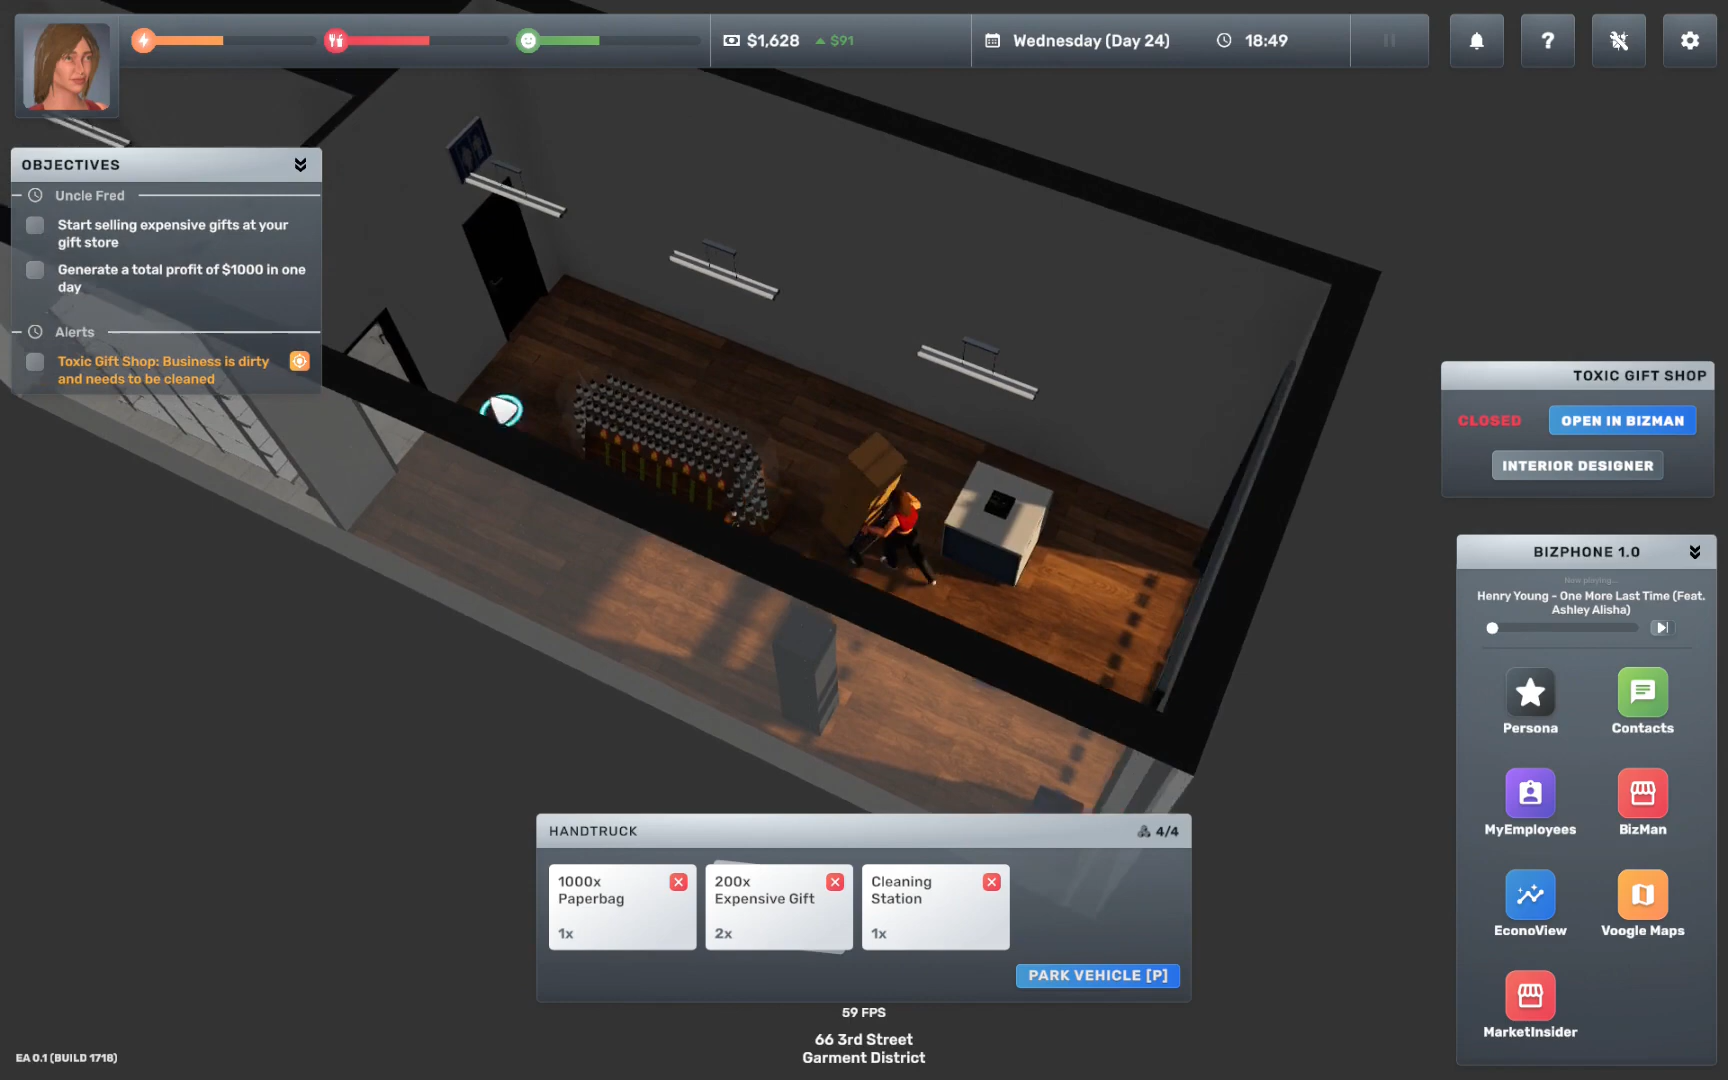 $1,628 $91
Wednesday (Day 24) 18:49
?
OBJECTIVES
Uncle Fred
Start selling expensive gifts at your
gift store
Generate a total profit of $1000 in one
day
Alerts
Toxic Gift Shop: Business is dirty
and needs to be cleaned
TOXIC GIFT SHOP
CLOSED OPEN IN BIZMAN
INTERIOR DESIGNER
BIZPHONE 1.0
Now playing...
Henry Young - One More Last Time (Feat.
Ashley Alisha)
Persona Contacts
MyEmployees BizMan
EconoView Voogle Maps
MarketInsider
HANDTRUCK 4/4
1000x
Paperbag
1x
200x
Expensive Gift
2x
Cleaning
Station
1x
PARK VEHICLE [P]
59 FPS
66 3rd Street
Garment District
EA 0.1 (BUILD 1718)